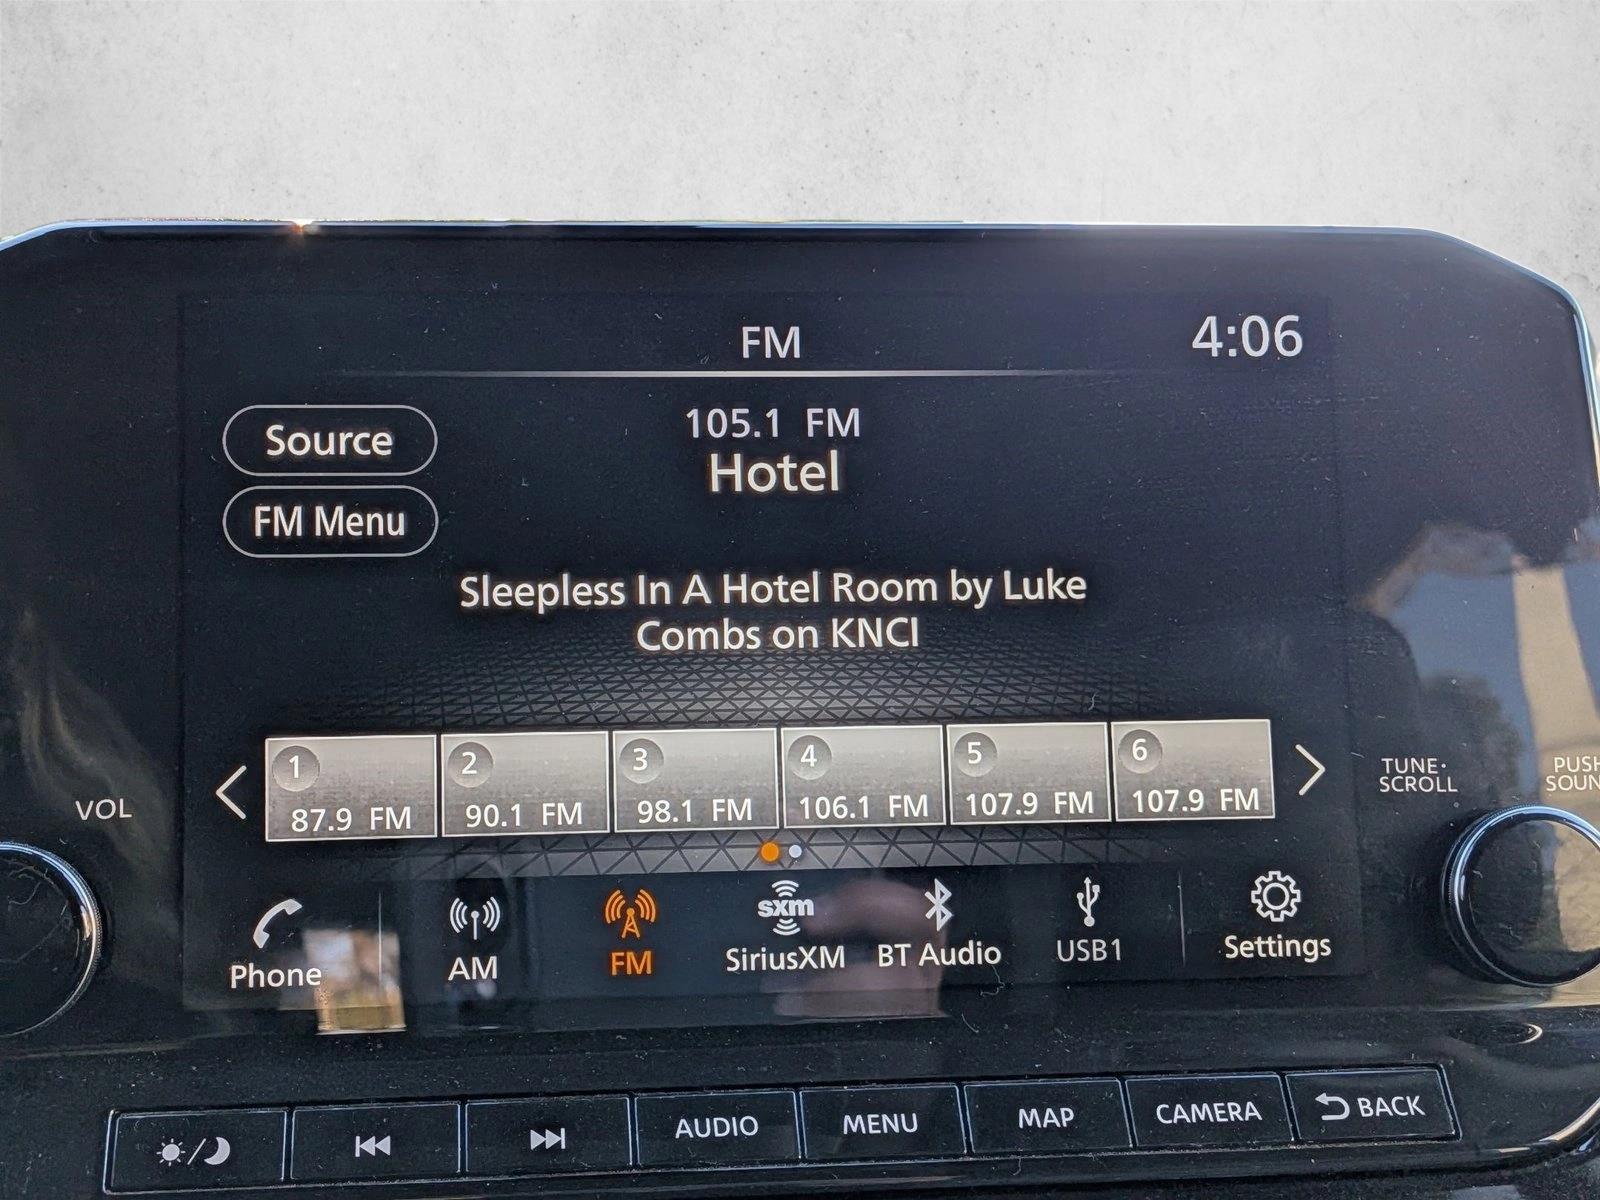 FM
4:06
Source
105.1 FM
Hotel
FM Menu
Sleepless In A Hotel Room by Luke
Combs on KNCI
1
2
3
4
5
6
87.9 FM
90.1 FM
98.1 FM
106.1 FM
107.9 FM
107.9 FM
VOL
TUNE·
SCROLL
PUSH
SOUN
Phone
AM
FM
sxm
SiriusXM
BT Audio
USB1
Settings
AUDIO
MENU
MAP
CAMERA
BACK